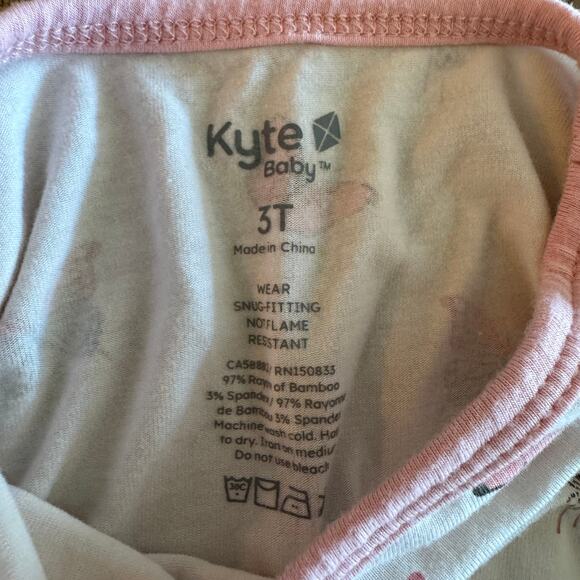 Kyte
Baby™
3T
Made in China
WEAR
SNUG-FITTING
NOT FLAME
RESISTANT
RN150833
97% Rayon of Bamboo
3% Spandex/ 97% Rayonne
de Bambou 3% Spandex
Machine wash cold.
to dry. Iron on medium
Do not use bleach
30C